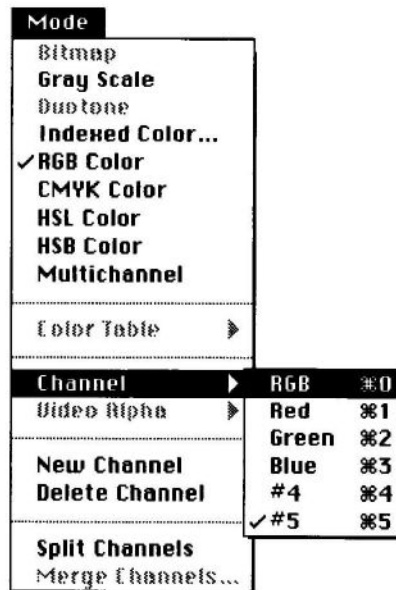 Mode
Bitmap
Gray Scale
Duotone
Indexed Color...
✓RGB Color
CMYK Color
HSL Color
HSB Color
Multichannel
Color Table
Channel
Video Alpha
New Channel
Delete Channel
Split Channels
Merge Channels...
RGB ⌘0
Red ⌘1
Green ⌘2
Blue ⌘3
#4 ⌘4
✓#5 ⌘5